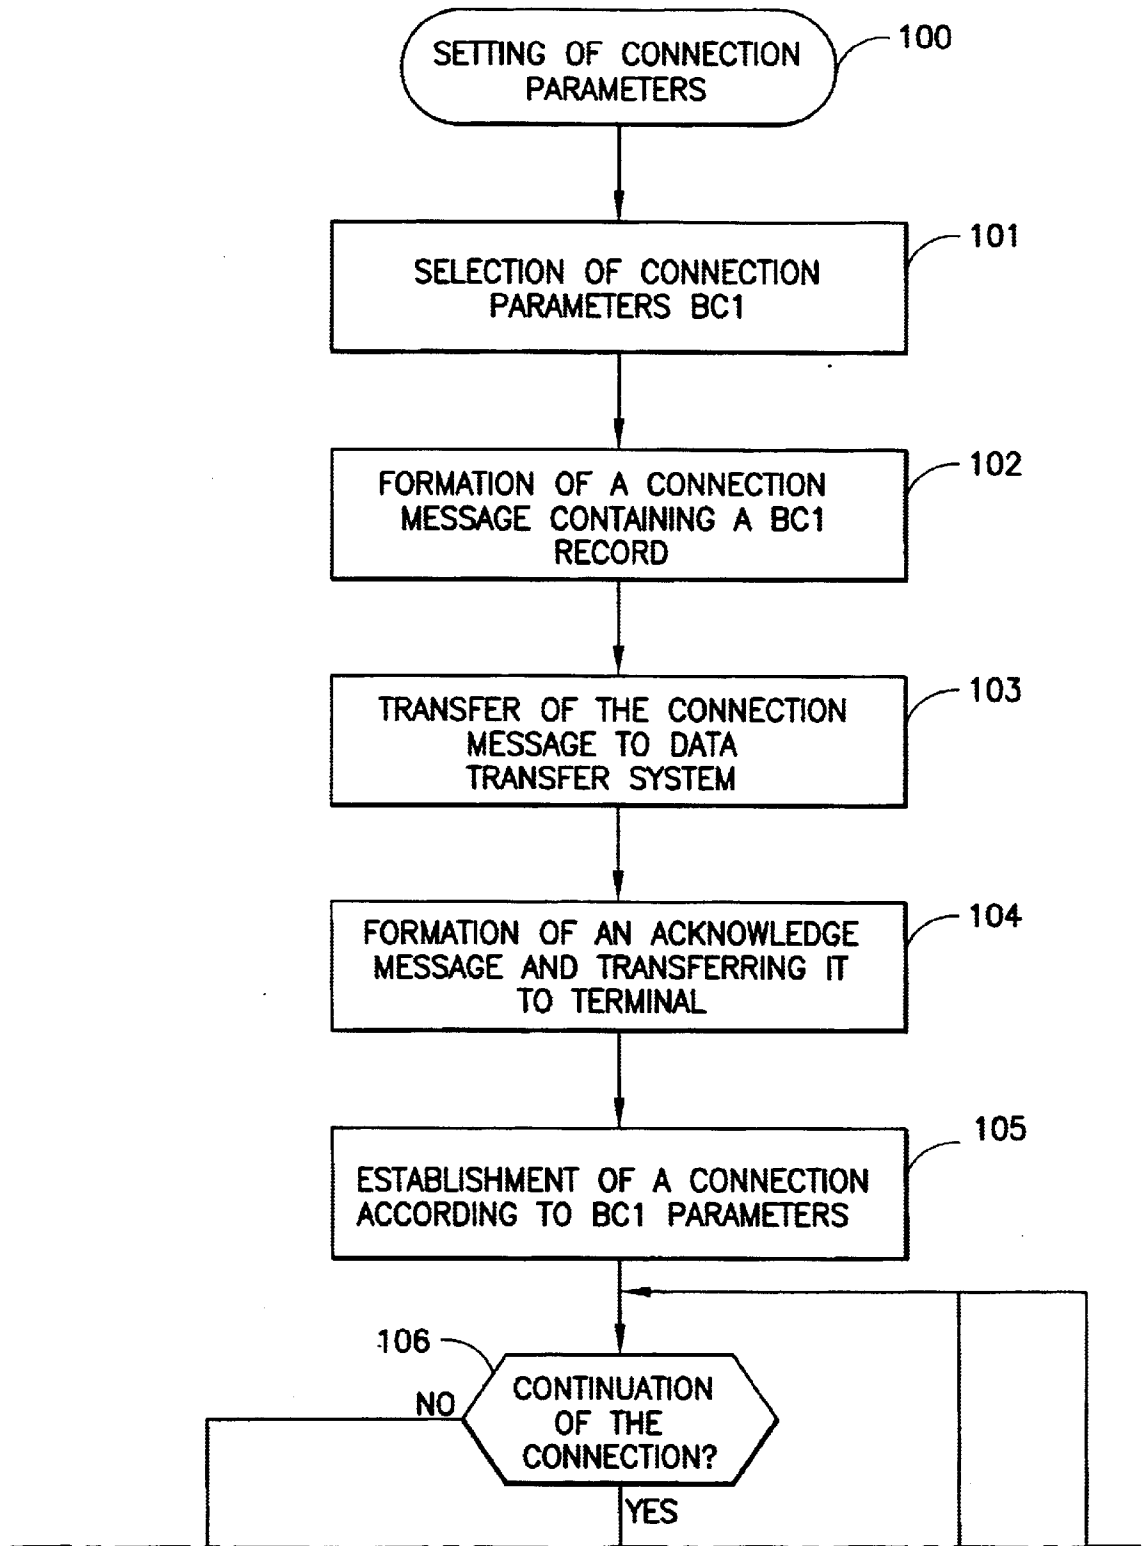 SETTING OF CONNECTION
PARAMETERS
100
SELECTION OF CONNECTION
PARAMETERS BC1
101
FORMATION OF A CONNECTION
MESSAGE CONTAINING A BC1
RECORD
102
TRANSFER OF THE CONNECTION
MESSAGE TO DATA
TRANSFER SYSTEM
103
FORMATION OF AN ACKNOWLEDGE
MESSAGE AND TRANSFERRING IT
TO TERMINAL
104
ESTABLISHMENT OF A CONNECTION
ACCORDING TO BC1 PARAMETERS
105
106
NO
CONTINUATION
OF THE
CONNECTION?
YES